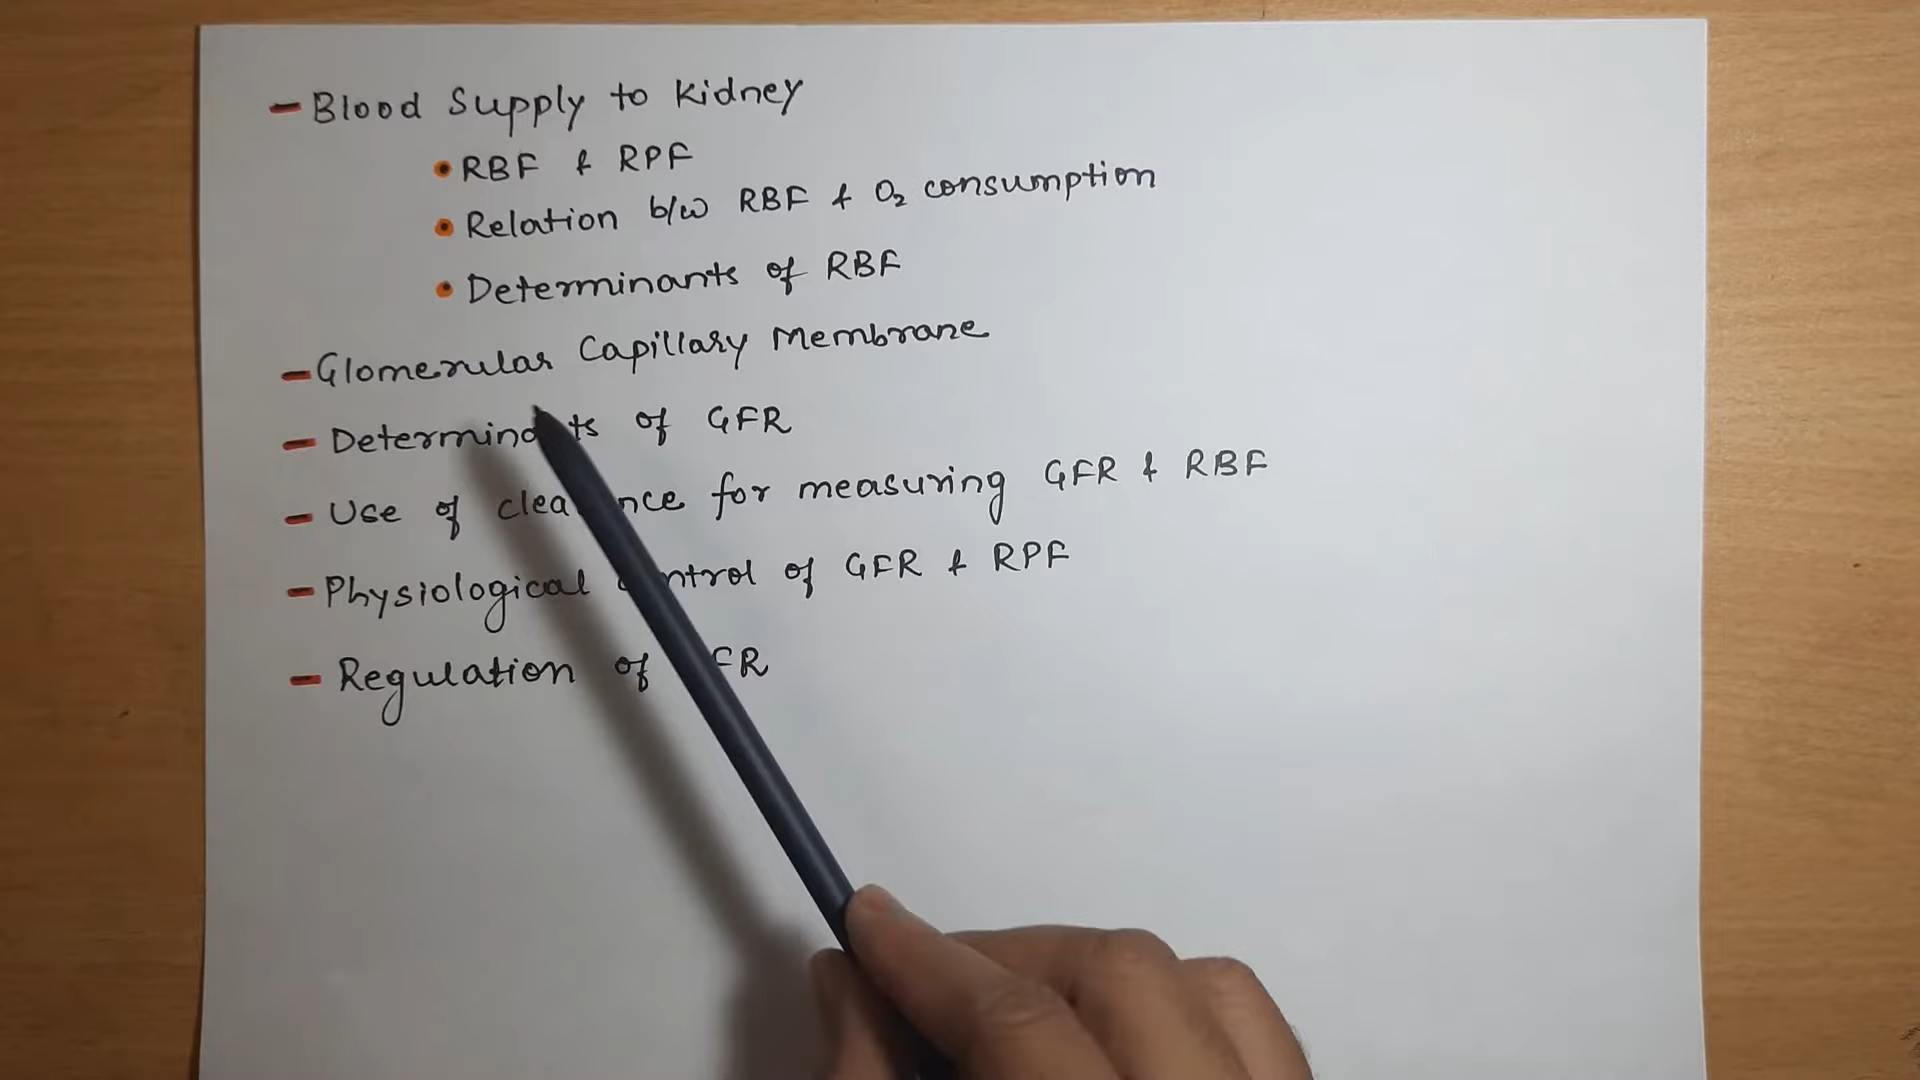 - Blood Supply to Kidney
• RBF & RPF
• Relation b/w RBF & O₂ consumption
• Determinants of RBF
- Glomerular Capillary Membrane
- of GFR
- Use of for measuring GFR & RBF
- Physiological of GFR & RPF
- Regulation of